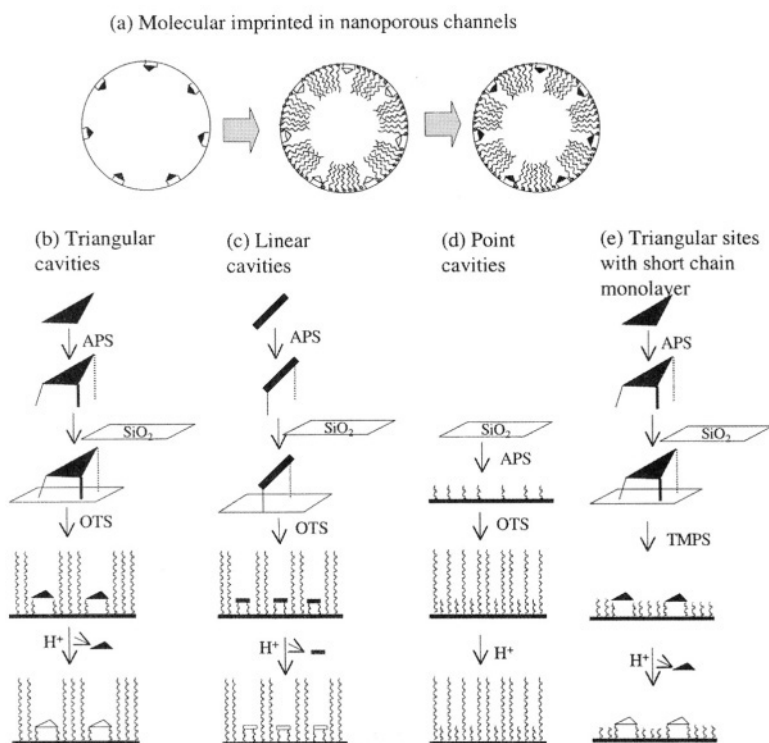 (a) Molecular imprinted in nanoporous channels
(b) Triangular
cavities
APS
SiO2
OTS
H+
(c) Linear
cavities
APS
SiO2
OTS
H+
(d) Point
cavities
SiO2
APS
OTS
H+
(e) Triangular sites
with short chain
monolayer
APS
SiO2
TMPS
H+